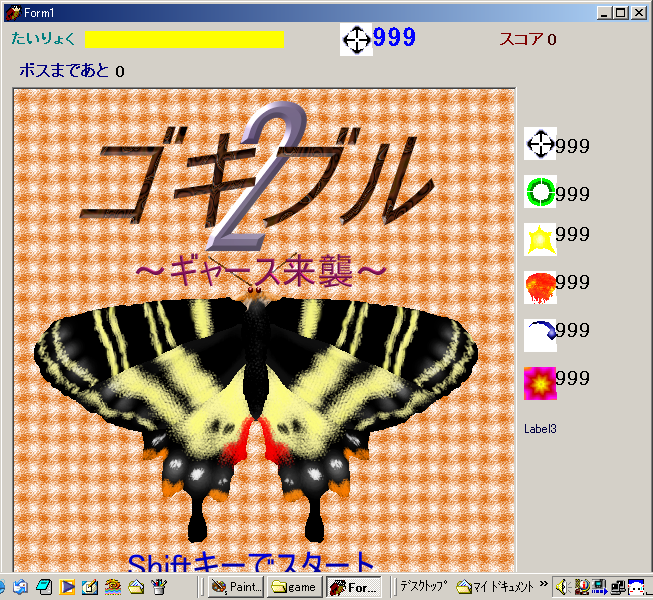 Form1
たいりょく
999
スコア 0
ボスまであと 0
ゴキブル
2
～ギャース来襲～
999
999
999
999
999
999
Label3
Shiftキーでスタート
Paint...
game
For...
ﾃﾞｽｸﾄｯﾌﾟ
ﾏｲ ﾄﾞｷｭﾒﾝﾄ
»